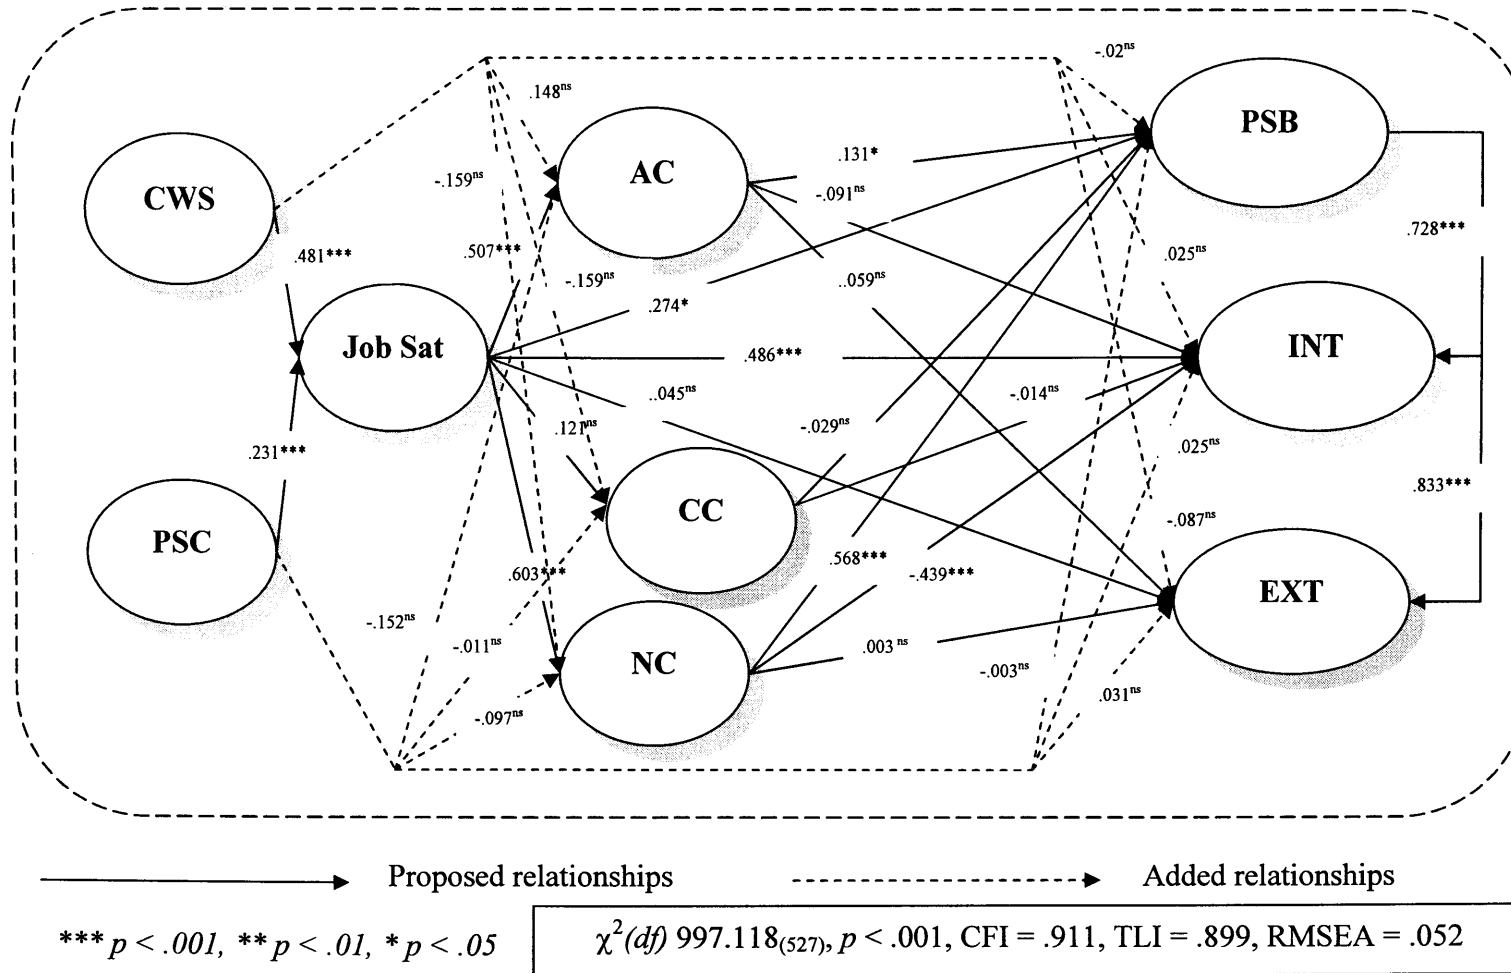 -.02ns
.148ns
PSB
AC
.131*
-.159ns
-.091ns
CWS
.728***
.481***
.507***
.025ns
-.159ns
..059ns
.274*
Job Sat
.486***
INT
..045ns
-.014ns
.121ns
-.029ns
.025ns
.231***
.833***
CC
-.087ns
PSC
.568***
.603***
-.439***
EXT
-.152ns
-.011ns
NC
.003 ns
-.003ns
.031ns
-.097ns
Proposed relationships
Added relationships
*** p < .001, ** p < .01, * p < .05
χ²(df) 997.118(527), p < .001, CFI = .911, TLI = .899, RMSEA = .052